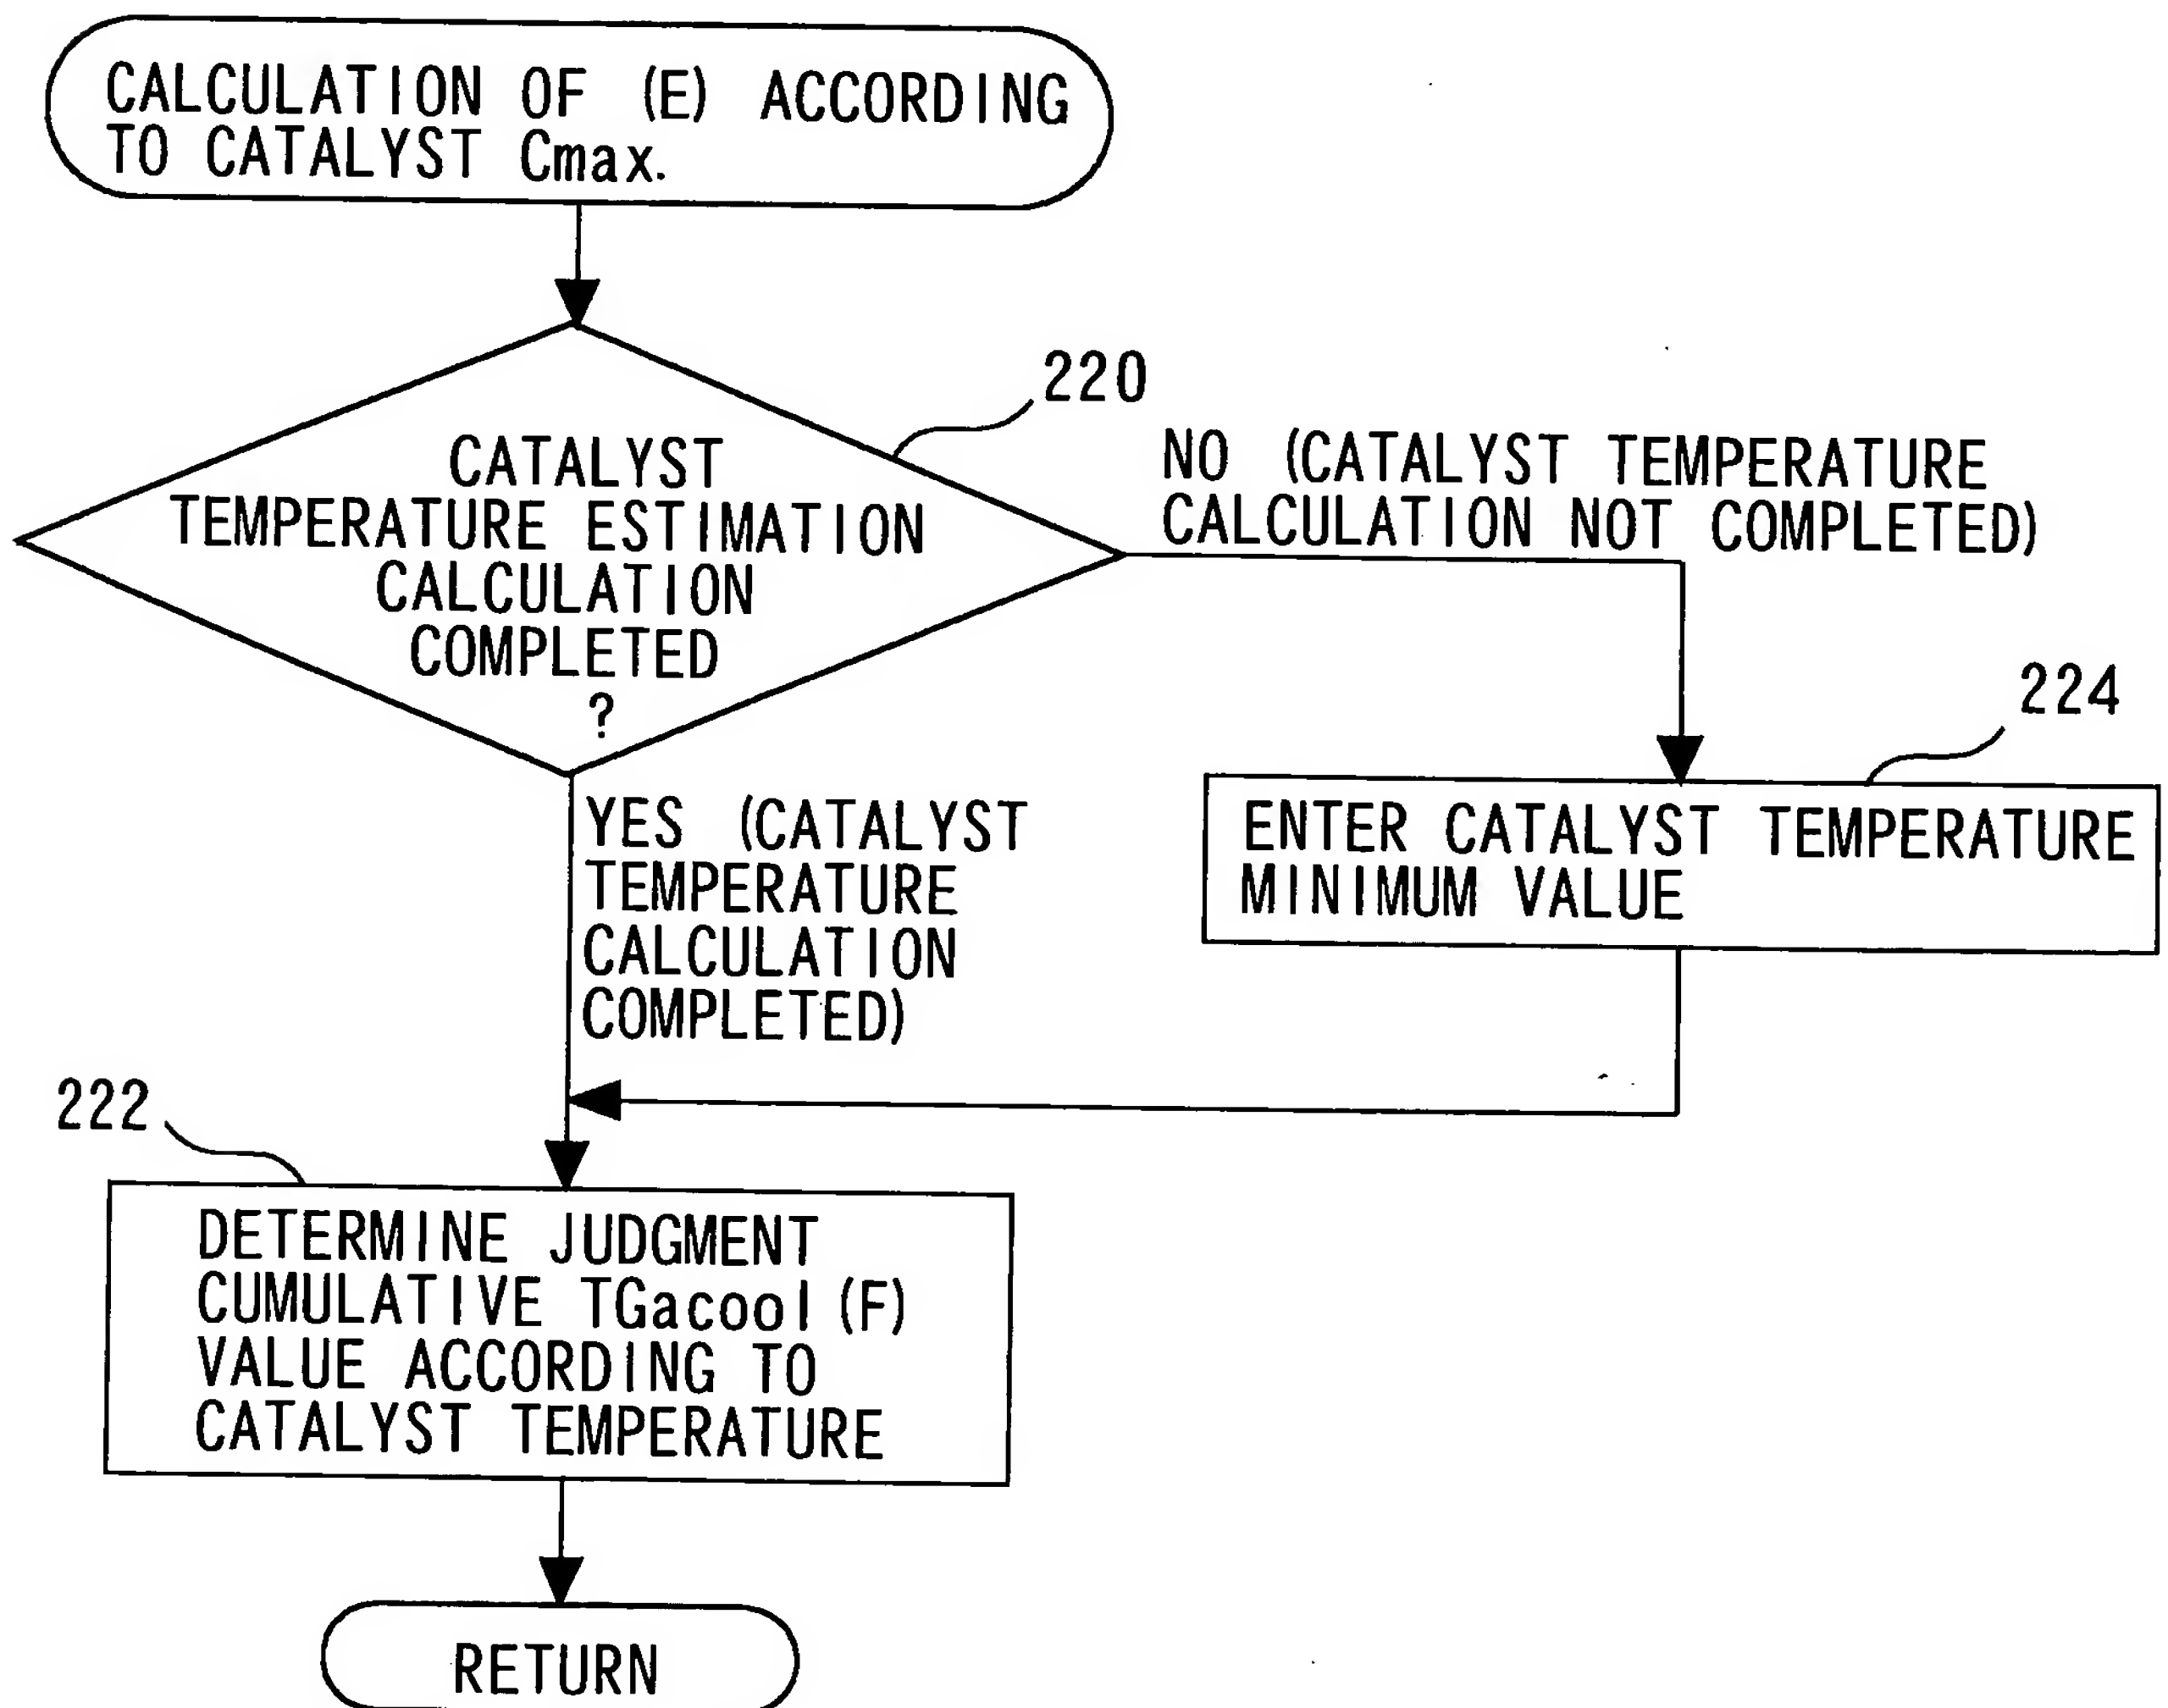 CALCULATION OF (E) ACCORDING
TO CATALYST Cmax.
220
CATALYST
TEMPERATURE ESTIMATION
CALCULATION
COMPLETED
?
NO (CATALYST TEMPERATURE
CALCULATION NOT COMPLETED)
224
ENTER CATALYST TEMPERATURE
MINIMUM VALUE
YES (CATALYST
TEMPERATURE
CALCULATION
COMPLETED)
222
DETERMINE JUDGMENT
CUMULATIVE TGacool (F)
VALUE ACCORDING TO
CATALYST TEMPERATURE
RETURN